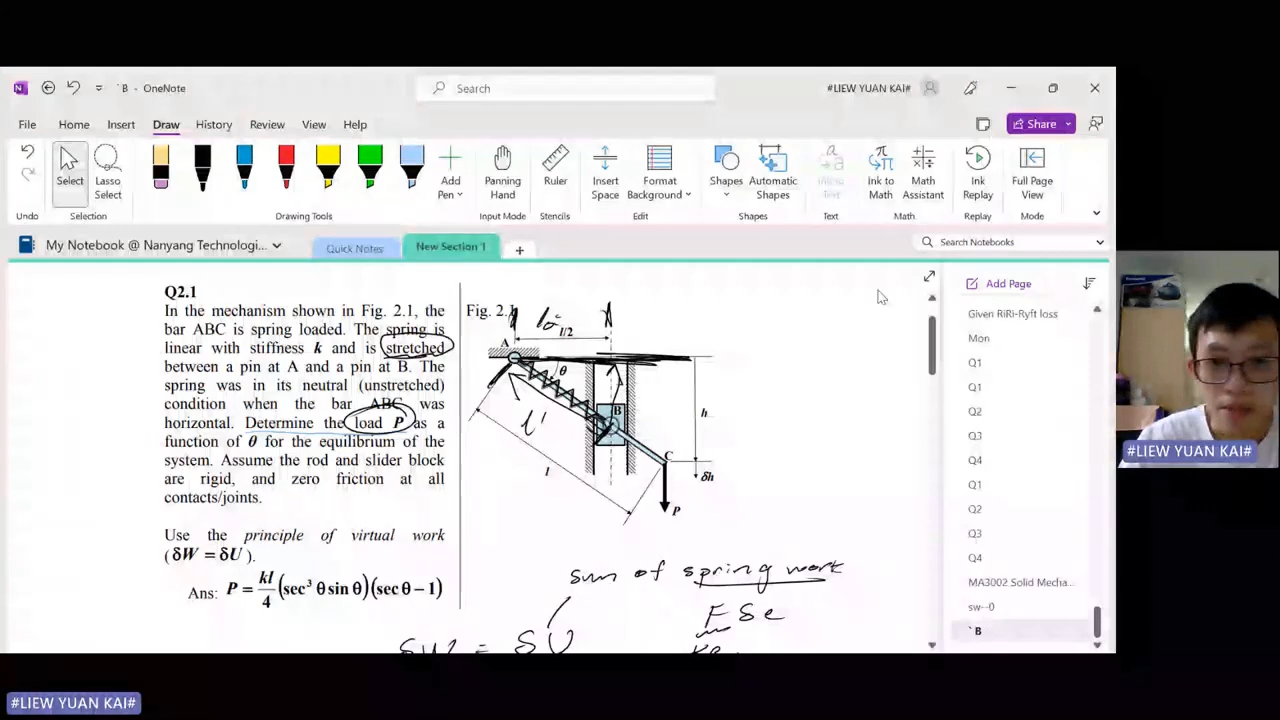 `B - OneNote
Search
#LIEW YUAN KAI#
File Home Insert Draw History Review View Help
Share
Select
Lasso Select
Add Pen
Panning Hand
Ruler
Insert Space
Format Background
Shapes
Automatic Shapes
Ink to Text
Ink to Math
Math Assistant
Ink Replay
Full Page View
Undo Selection Drawing Tools Input Mode Stencils Edit Shapes Text Math Replay Mode
My Notebook @ Nanyang Technologi...
Quick Notes
New Section 1
Search Notebooks
Q2.1
In the mechanism shown in Fig. 2.1, the
bar ABC is spring loaded. The spring is
linear with stiffness k and is stretched
between a pin at A and a pin at B. The
spring was in its neutral (unstretched)
condition when the bar ABC was
horizontal. Determine the load P as a
function of θ for the equilibrium of the
system. Assume the rod and slider block
are rigid, and zero friction at all
contacts/joints.
Use the principle of virtual work
(δW = δU).
Ans: P = kl/4 (sec³ θ sin θ)(sec θ − 1)
Fig. 2.1
l/2
A
θ
B
h
l'
l
C
δh
P
sum of spring work
F δe
δW = δU
ke
Add Page
Given RiRi-Ryft loss
Mon
Q1
Q1
Q2
Q3
Q4
Q1
Q2
Q3
Q4
MA3002 Solid Mecha...
sw--0
`B
#LIEW YUAN KAI#
#LIEW YUAN KAI#